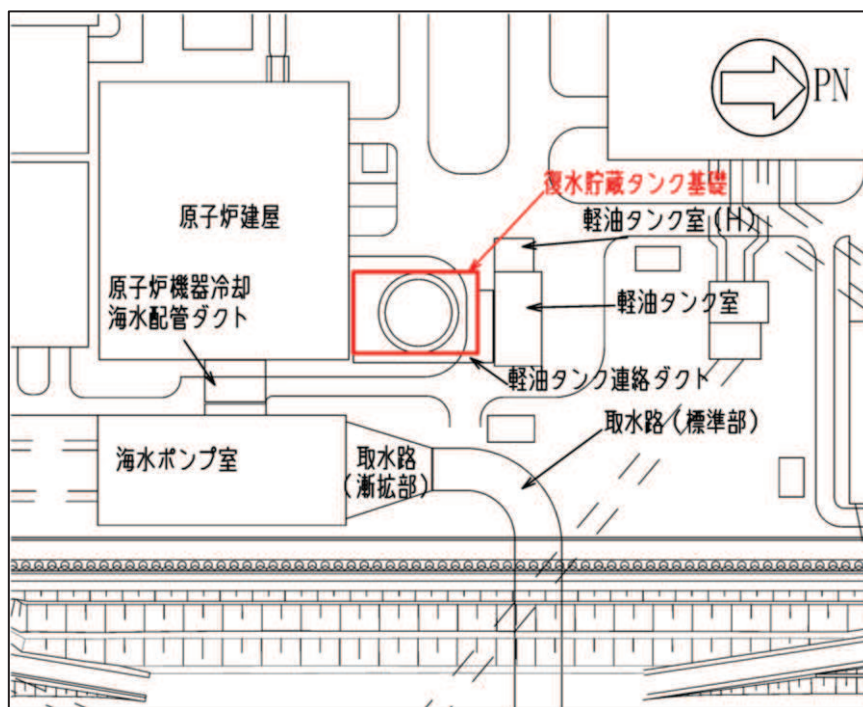 PN
復水貯蔵タンク基礎
軽油タンク室(H)
原子炉建屋
原子炉機器冷却
海水配管ダクト
軽油タンク室
軽油タンク連絡ダクト
取水路(標準部)
海水ポンプ室
取水路
(漸拡部)